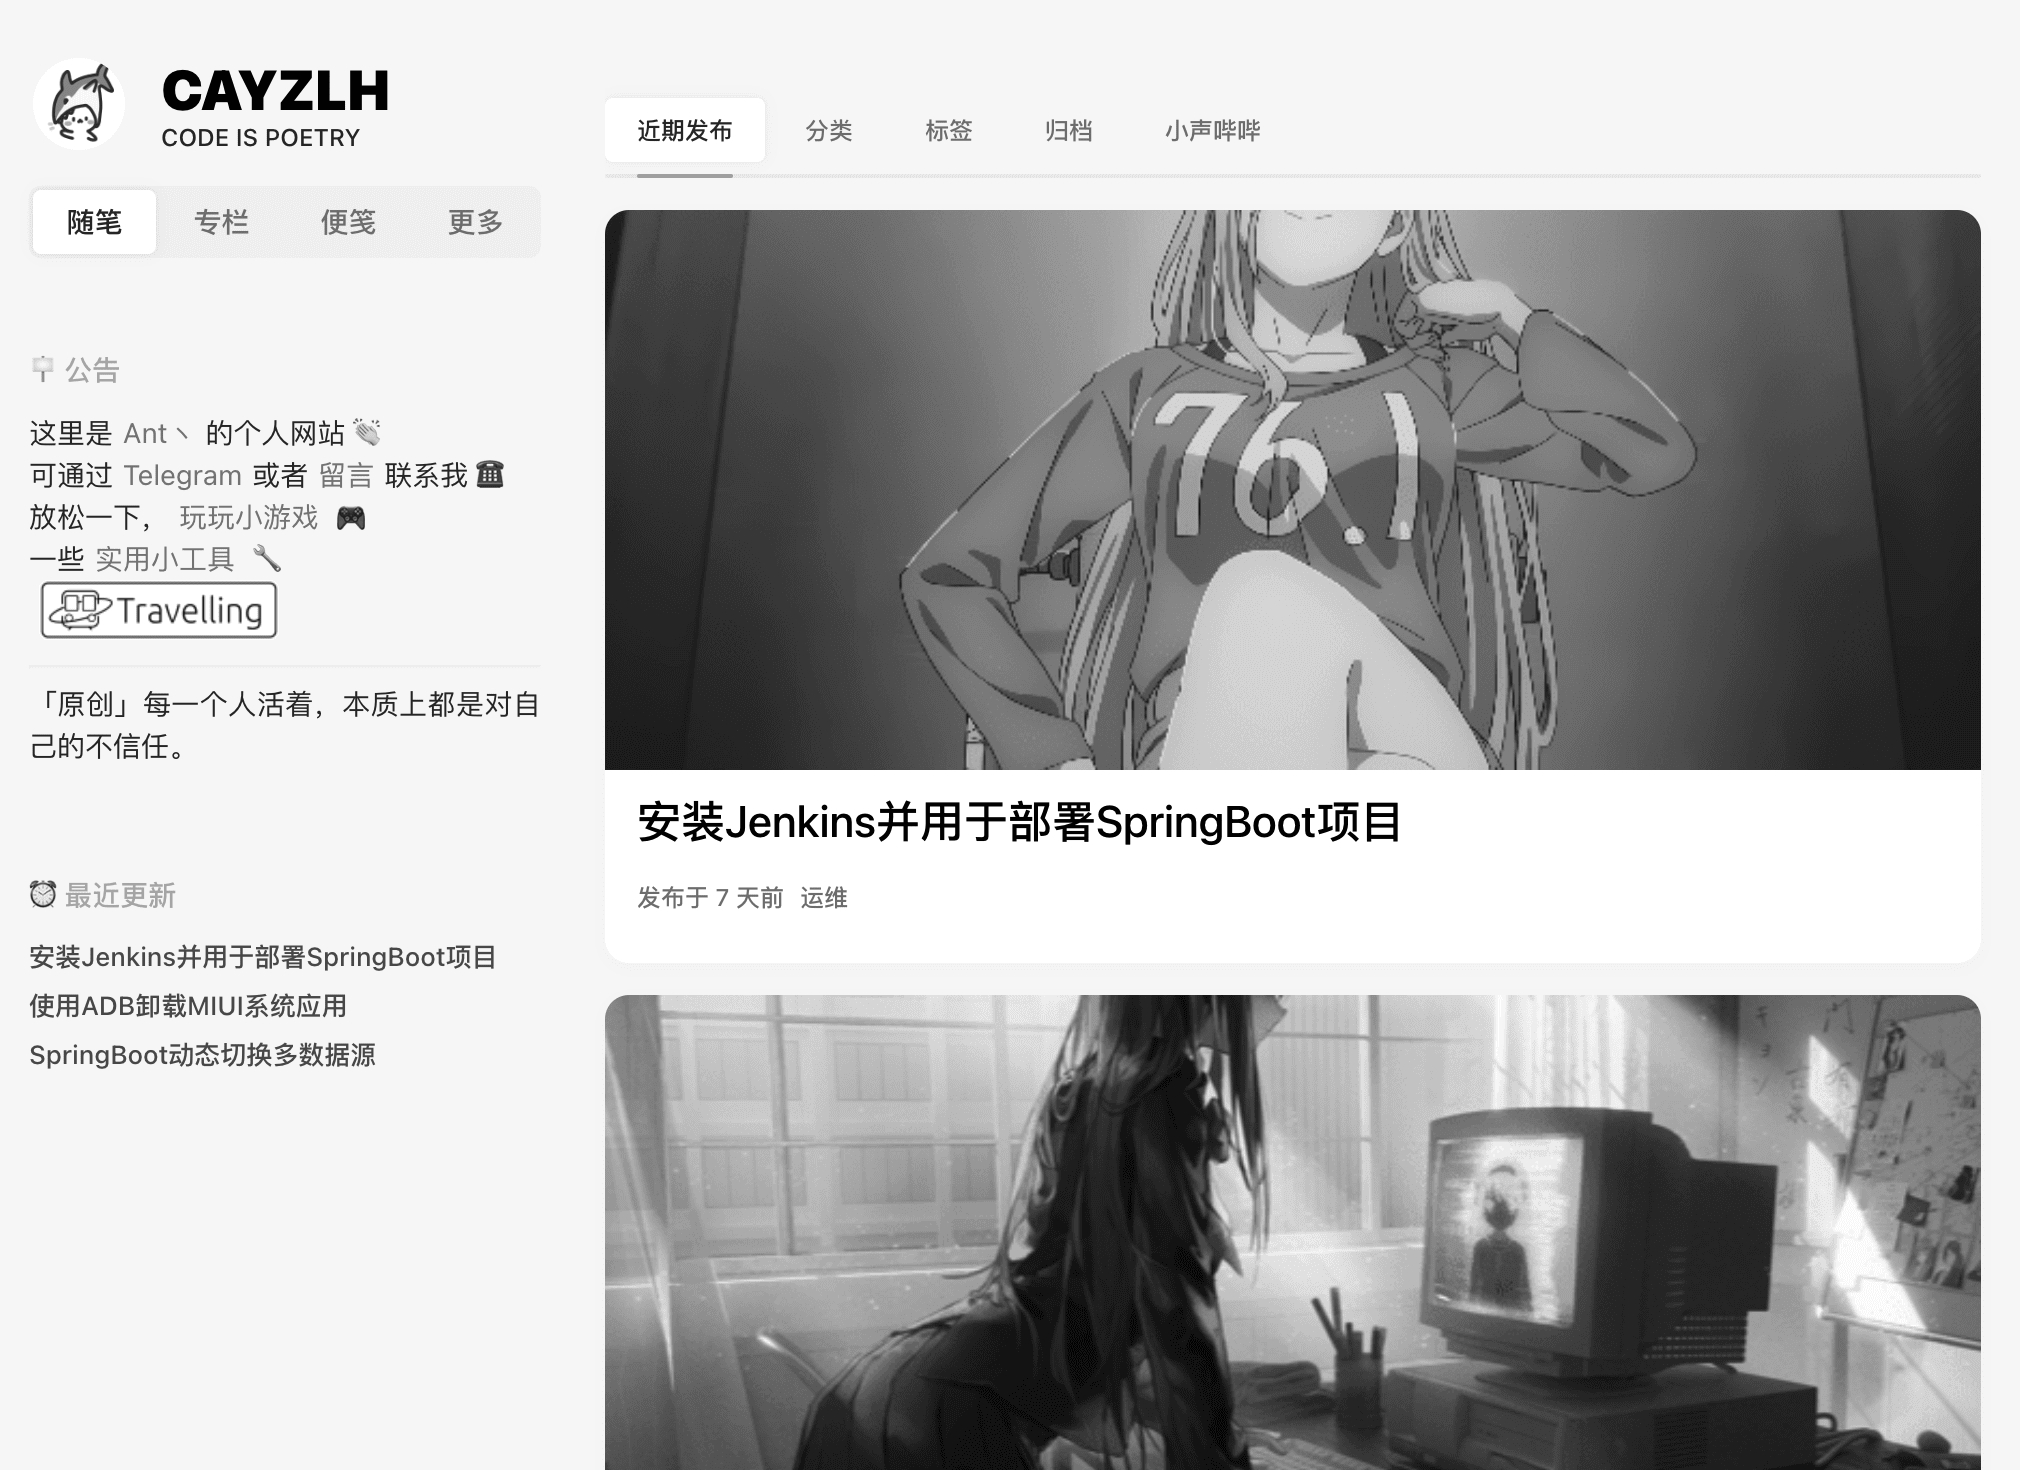 CAYZLH
CODE IS POETRY
随笔 专栏 便笺 更多
公告
这里是 Ant丶 的个人网站
可通过 Telegram 或者 留言 联系我
放松一下， 玩玩小游戏
一些 实用小工具
Travelling
「原创」每一个人活着，本质上都是对自
己的不信任。
最近更新
安装Jenkins并用于部署SpringBoot项目
使用ADB卸载MIUI系统应用
SpringBoot动态切换多数据源
近期发布 分类 标签 归档 小声哔哔
761
安装Jenkins并用于部署SpringBoot项目
发布于 7 天前 运维